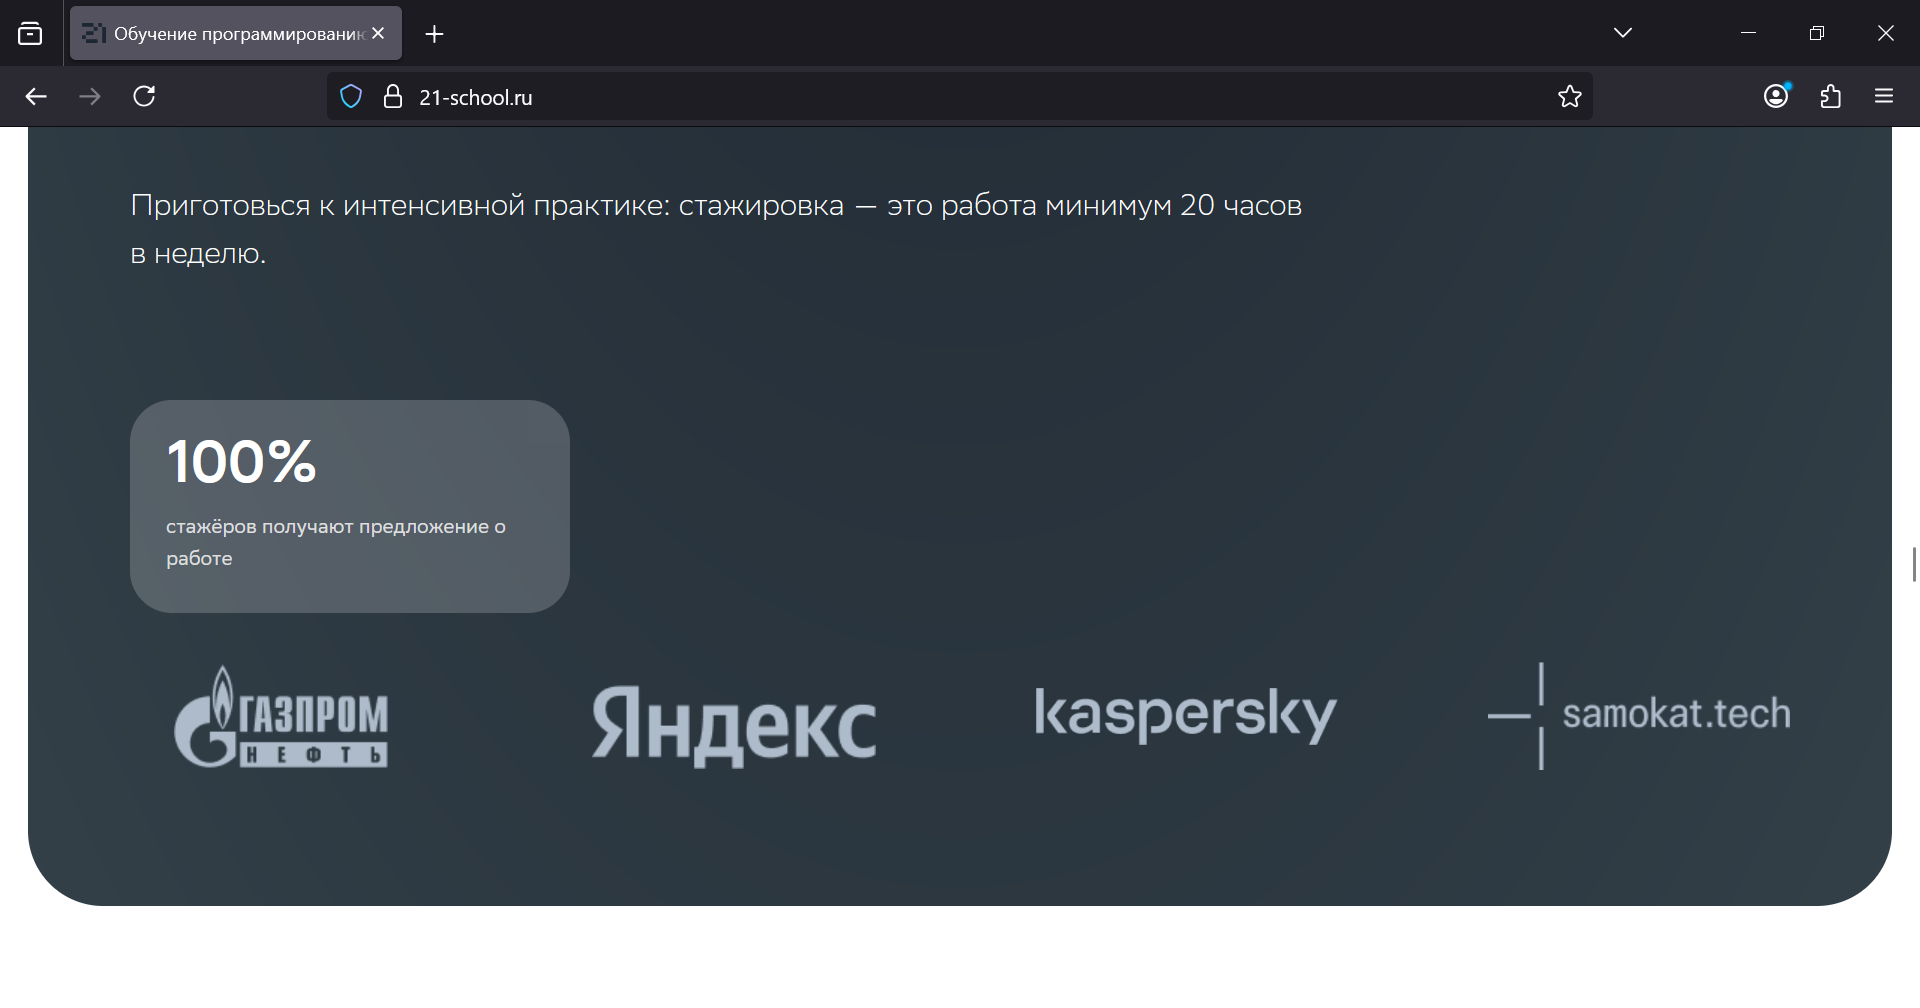 Обучение программировани
21-school.ru
Приготовься к интенсивной практике: стажировка — это работа минимум 20 часов
в неделю.
100%
стажёров получают предложение о
работе
ГАЗПРОМ
НЕФТЬ
Яндекс
kaspersky
samokat.tech